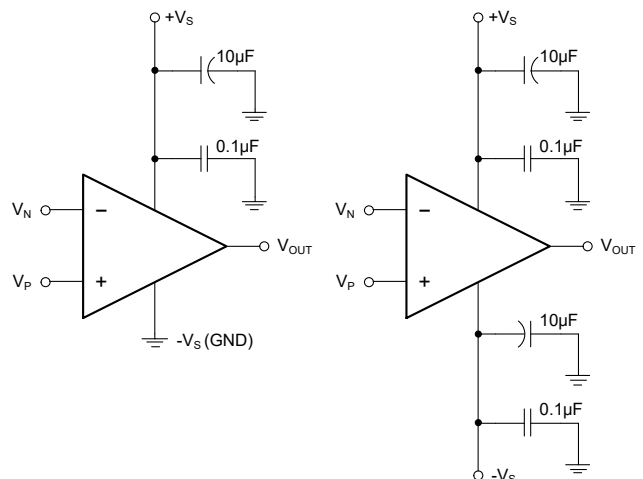 +VS
10µF
0.1µF
VN
−
VP
+
VOUT
-VS (GND)
+VS
10µF
0.1µF
VN
−
VP
+
VOUT
10µF
0.1µF
-VS